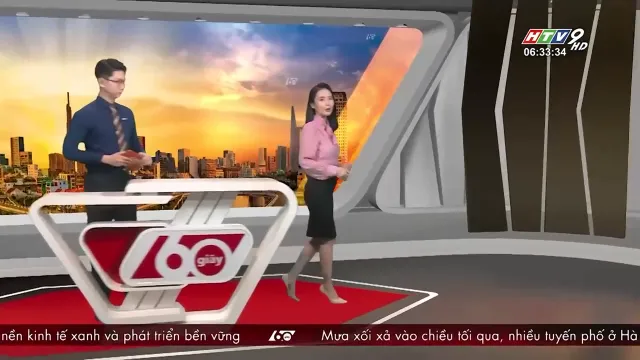 HTV9 HD
06:33:34
60 giây
nền kinh tế xanh và phát triển bền vững 60 Mưa xối xả vào chiều tối qua, nhiều tuyến phố ở Hà